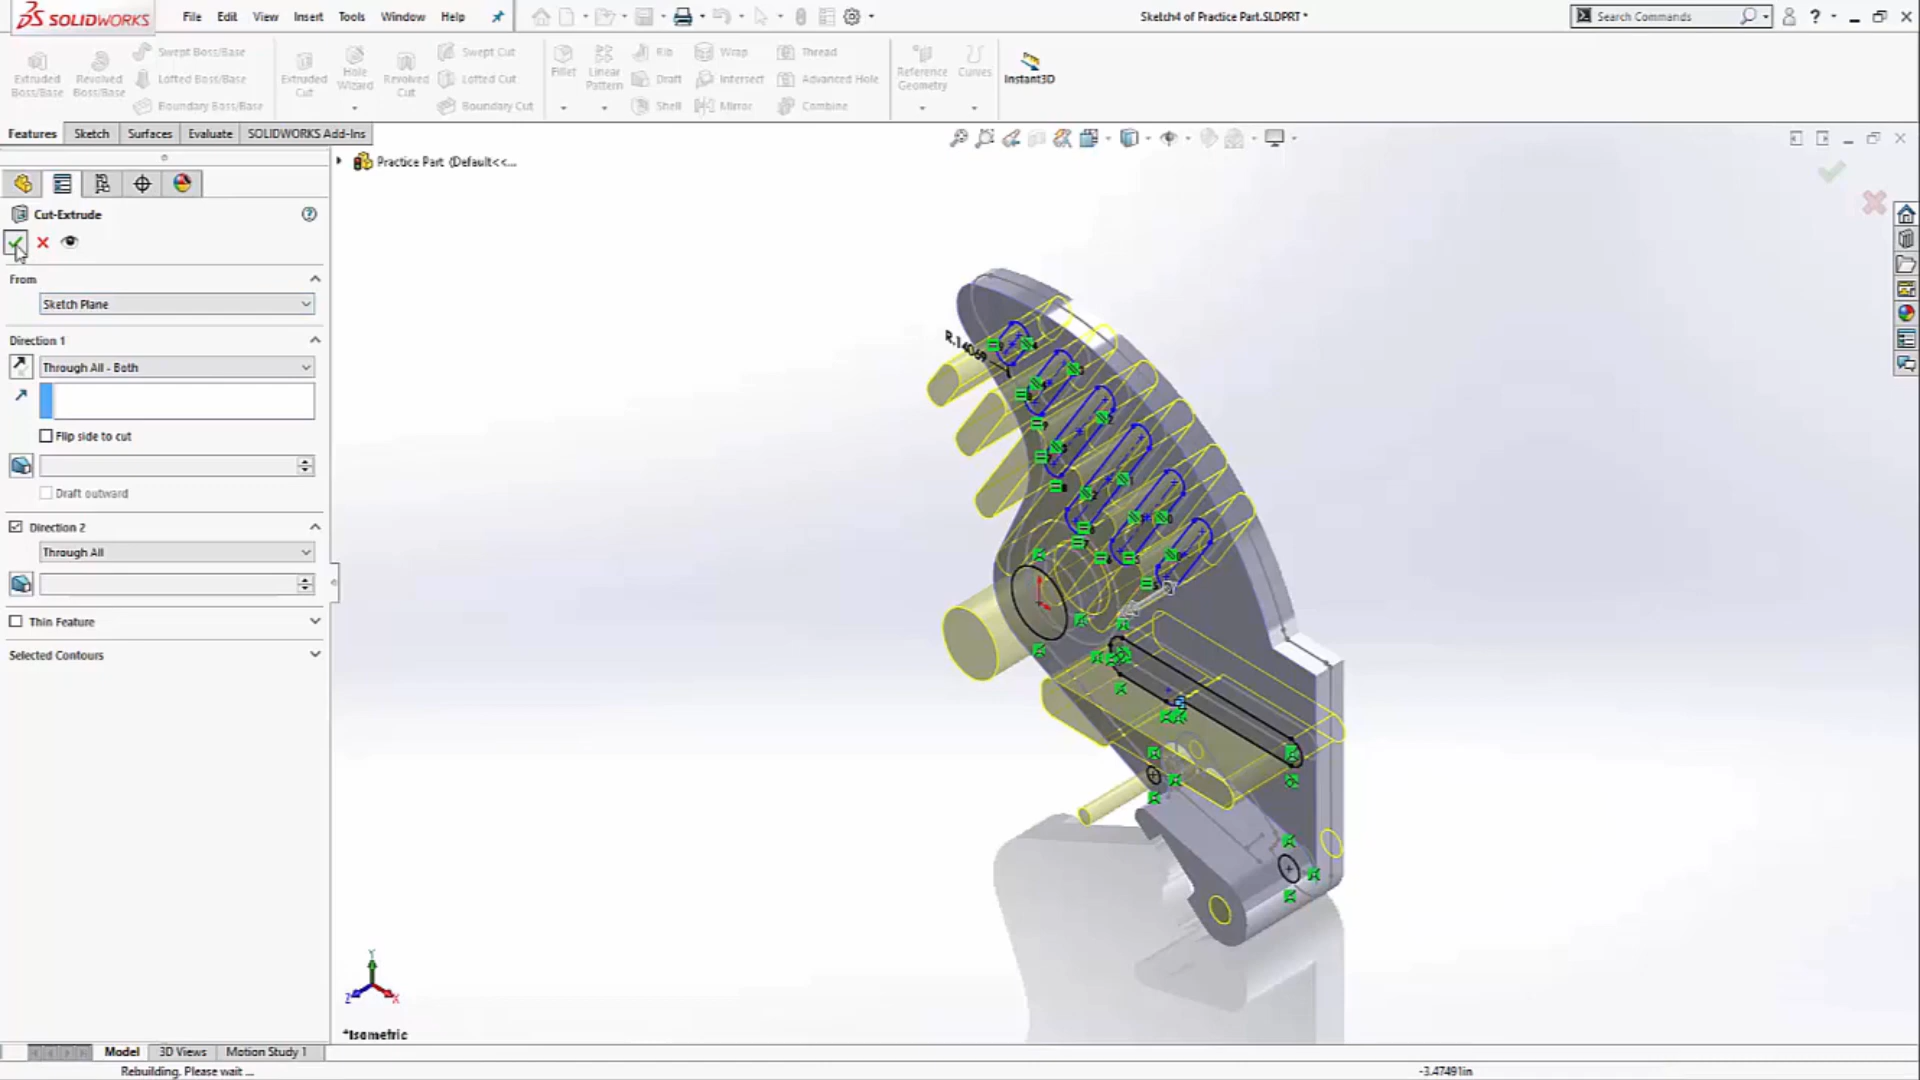 SOLIDWORKS
File Edit View Insert Tools Window Help
Sketch4 of Practice Part.SLDPRT *
Search Commands
Extruded Boss/Base
Revolved Boss/Base
Swept Boss/Base
Lofted Boss/Base
Boundary Boss/Base
Extruded Cut
Hole Wizard
Revolved Cut
Swept Cut
Lofted Cut
Boundary Cut
Fillet
Linear Pattern
Rib
Draft
Shell
Wrap
Intersect
Mirror
Thread
Advanced Hole
Combine
Reference Geometry
Curves
Instant3D
Features Sketch Surfaces Evaluate SOLIDWORKS Add-Ins
Practice Part (Default<<...
Cut-Extrude
From
Sketch Plane
Direction 1
Through All - Both
Flip side to cut
Draft outward
Direction 2
Through All
Thin Feature
Selected Contours
R.14069
Y
Z
X
*Isometric
Model 3D Views Motion Study 1
Rebuilding. Please wait ...
-3.47491in